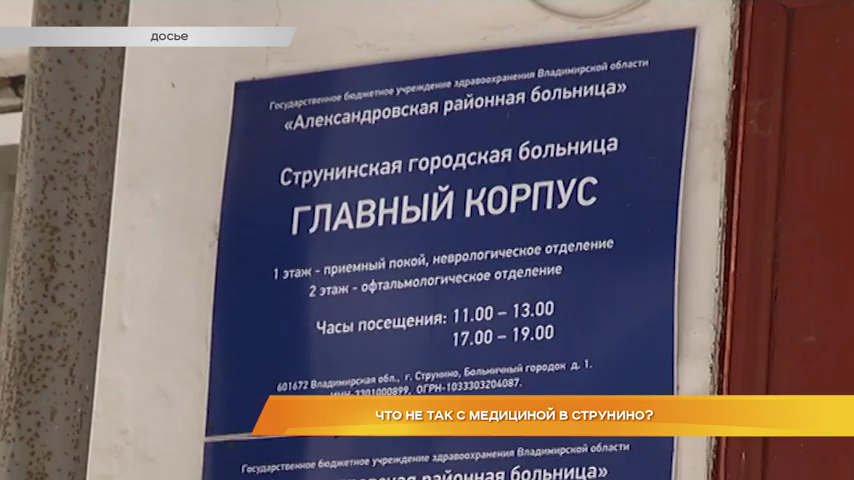 досье
Государственное бюджетное учреждение здравоохранения Владимирской области
«Александровская районная больница»
Струнинская городская больница
ГЛАВНЫЙ КОРПУС
1 этаж - приемный покой, неврологическое отделение
2 этаж - офтальмологическое отделение
Часы посещения: 11.00 – 13.00
17.00 – 19.00
601672 Владимирская обл., г. Струнино, Больничный городок д. 1.
ИНН-3301000899, ОГРН-1033303204087.
ЧТО НЕ ТАК С МЕДИЦИНОЙ В СТРУНИНО?
Государственное бюджетное учреждение здравоохранения Владимирской области
районная больница»